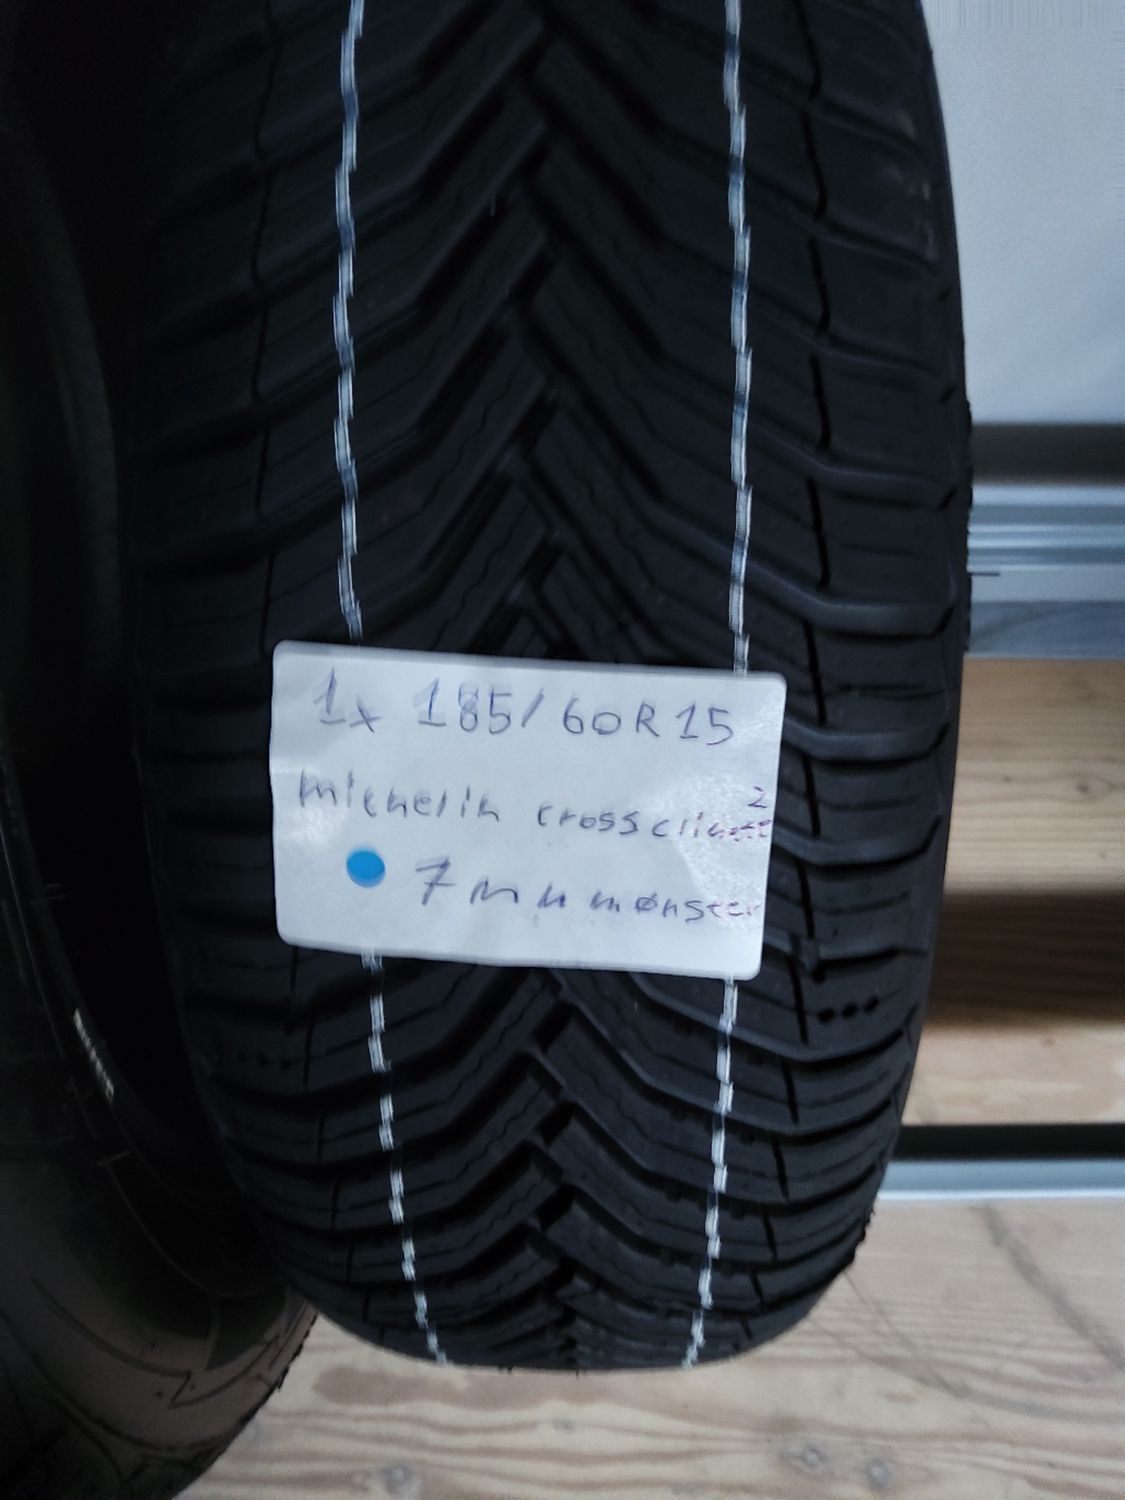 1x 185/60R15
michelin crossclimate 2
7mm mønster